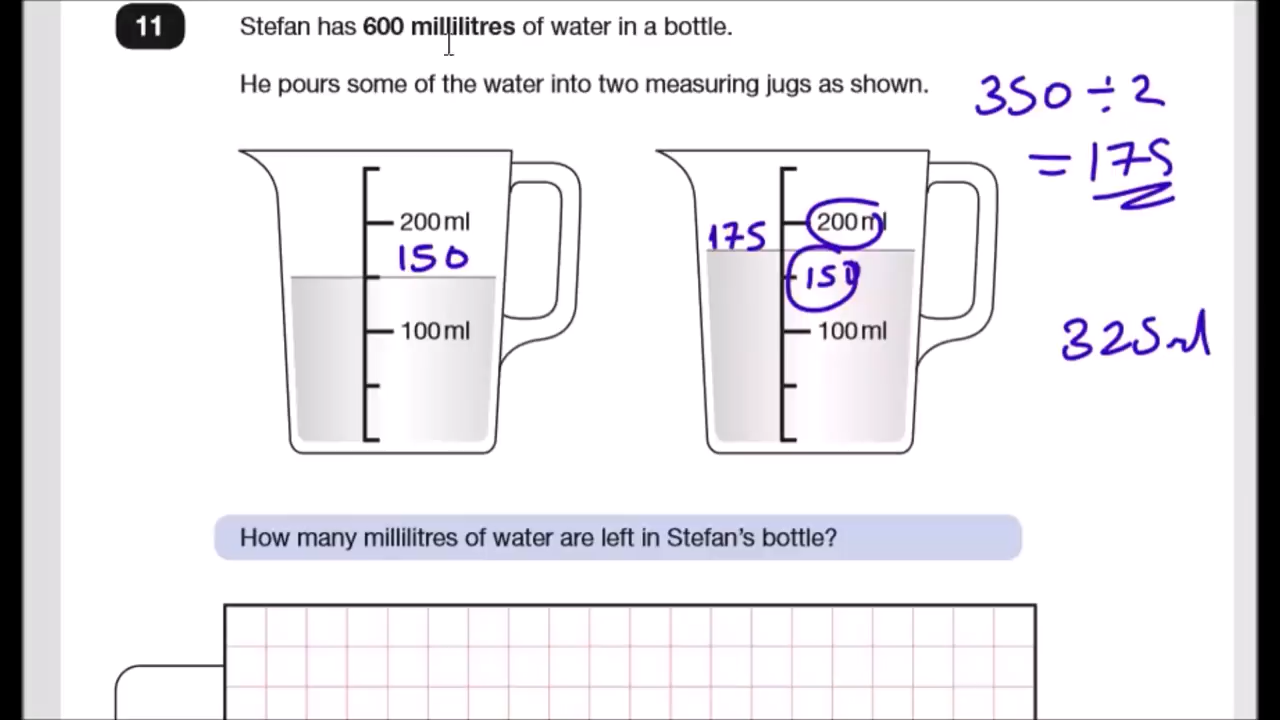 11
Stefan has 600 millilitres of water in a bottle.
He pours some of the water into two measuring jugs as shown.
350 ÷ 2
= 175
200 ml
150
100 ml
175
200 ml
150
100 ml
325ml
How many millilitres of water are left in Stefan's bottle?